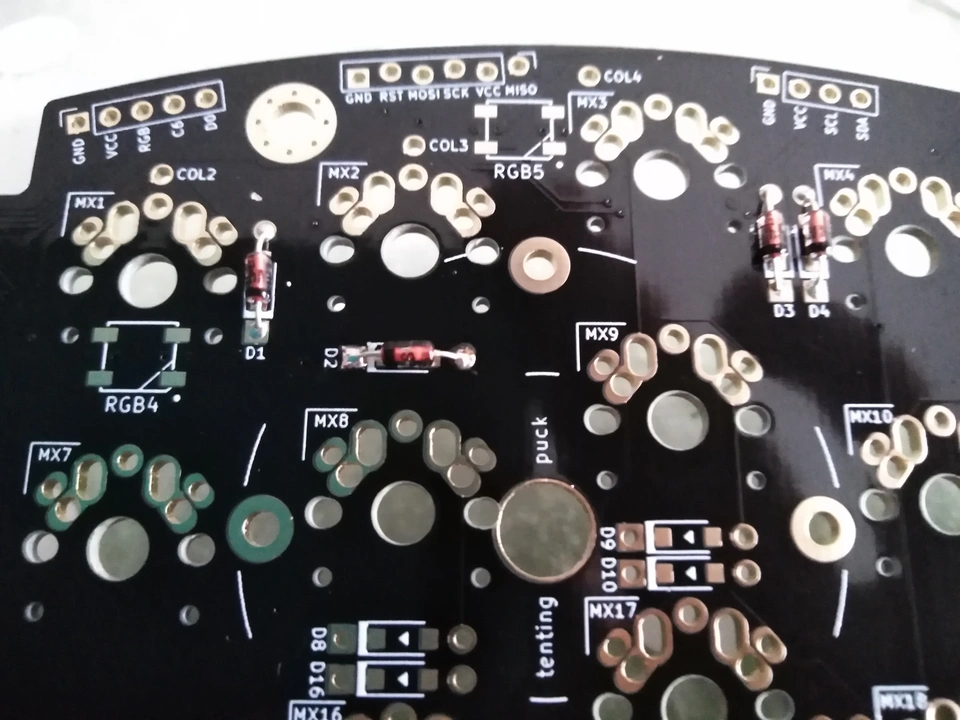 GND VCC RGB C6 D0
GND RST MOSI SCK VCC MISO
GND VCC SCL SDA
COL2
COL3
COL4
MX1
MX2
MX3
MX4
RGB5
D1
D2
D3 D4
RGB4
MX7
MX8
MX9
MX10
puck
D9
D10
tenting
D8
D16
MX17
MX16
MX18